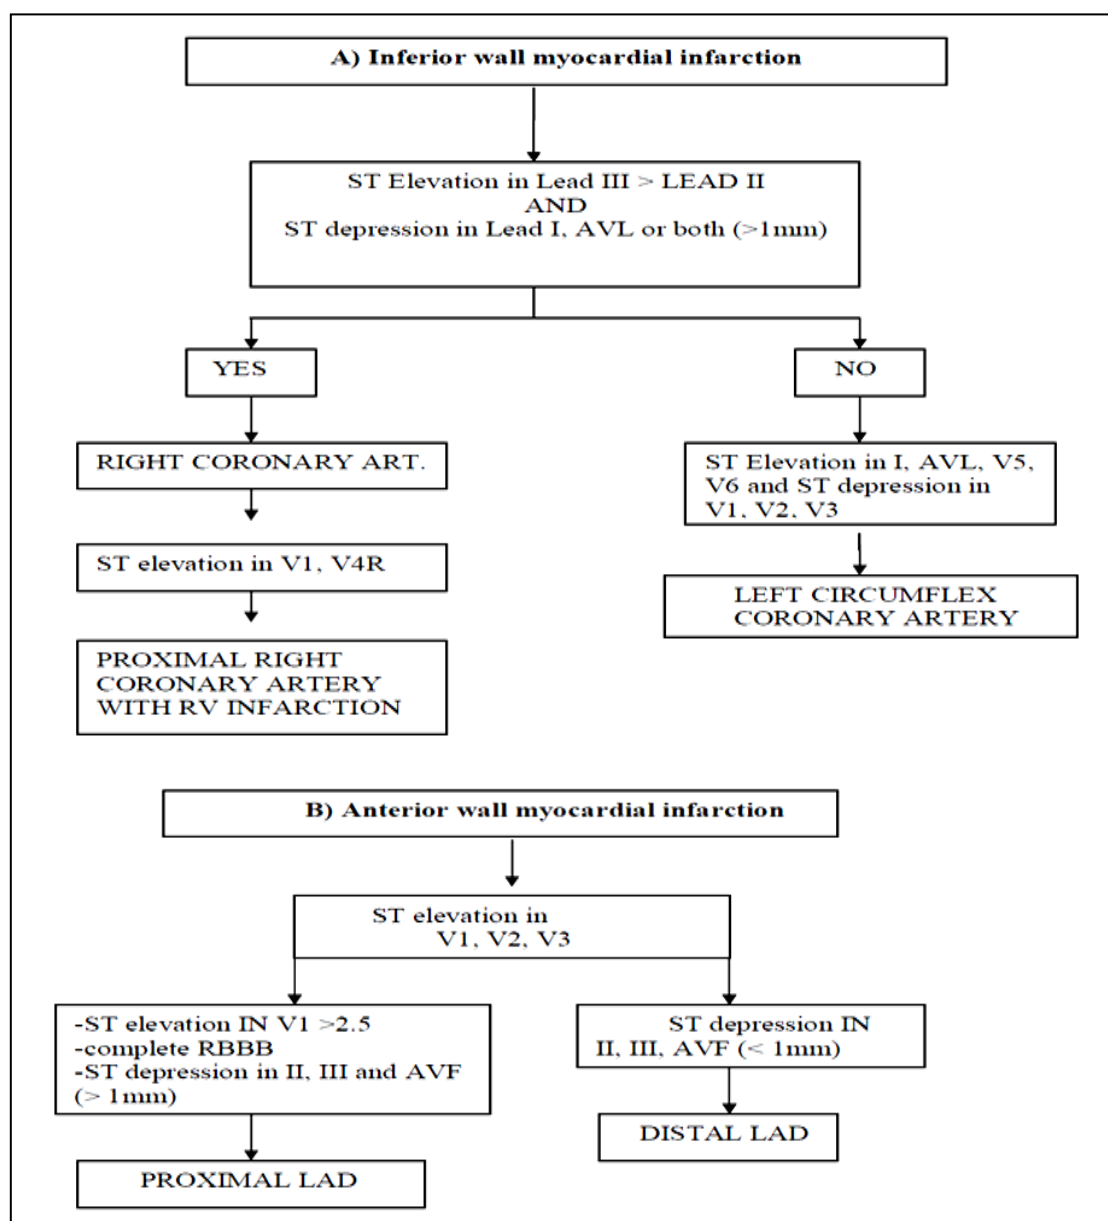 A) Inferior wall myocardial infarction
ST Elevation in Lead III > LEAD II
AND
ST depression in Lead I, AVL or both (>1mm)
YES
NO
RIGHT CORONARY ART.
ST Elevation in I, AVL, V5,
V6 and ST depression in
V1, V2, V3
ST elevation in V1, V4R
LEFT CIRCUMFLEX
CORONARY ARTERY
PROXIMAL RIGHT
CORONARY ARTERY
WITH RV INFARCTION
B) Anterior wall myocardial infarction
ST elevation in
V1, V2, V3
-ST elevation IN V1 >2.5
-complete RBBB
-ST depression in II, III and AVF
(> 1mm)
ST depression IN
II, III, AVF (< 1mm)
DISTAL LAD
PROXIMAL LAD